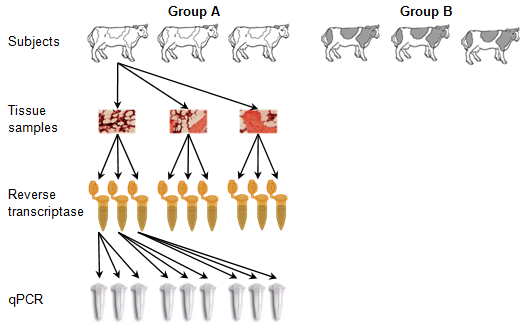 Group A
Group B
Subjects
Tissue
samples
Reverse
transcriptase
qPCR